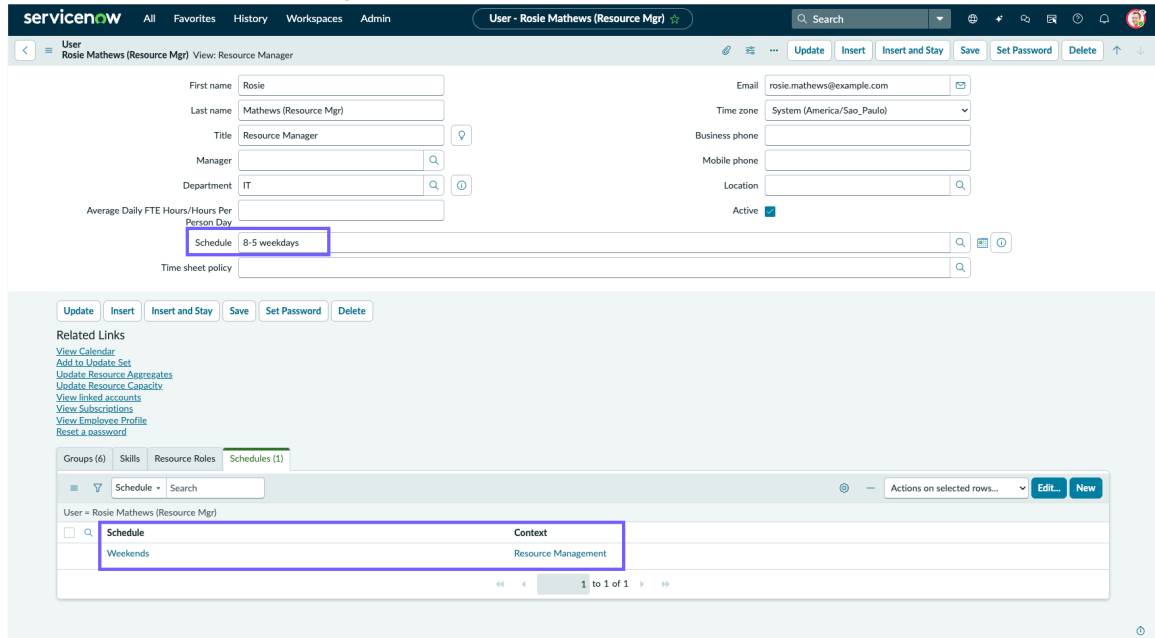 servicenow All Favorites History Workspaces Admin User - Rosie Mathews (Resource Mgr) Search
User
Rosie Mathews (Resource Mgr) View: Resource Manager Update Insert Insert and Stay Save Set Password Delete
First name Rosie Email rosie.mathews@example.com
Last name Mathews (Resource Mgr) Time zone System (America/Sao_Paulo)
Title Resource Manager Business phone
Manager Mobile phone
Department IT Location
Average Daily FTE Hours/Hours Per Person Day Active
Schedule 8-5 weekdays
Time sheet policy
Update Insert Insert and Stay Save Set Password Delete
Related Links
View Calendar
Add to Update Set
Update Resource Aggregates
Update Resource Capacity
View linked accounts
View Subscriptions
View Employee Profile
Reset a password
Groups (6) Skills Resource Roles Schedules (1)
Schedule Search Actions on selected rows... Edit... New
User = Rosie Mathews (Resource Mgr)
Schedule Context
Weekends Resource Management
1 to 1 of 1